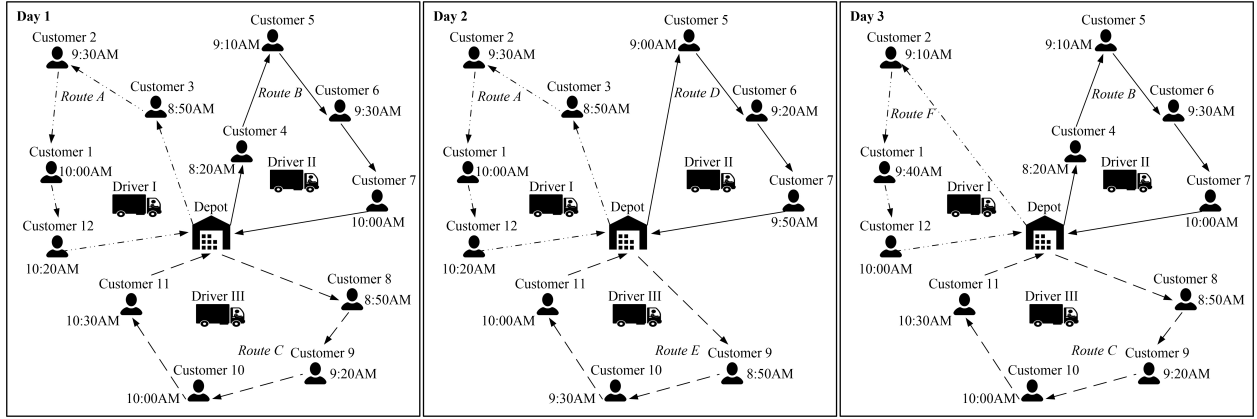 Day 1
Customer 5
9:10AM
Customer 2
9:30AM
Customer 3
8:50AM
Route A
Route B
Customer 6
9:30AM
Customer 4
8:20AM
Customer 1
10:00AM
Driver I
Driver II
Customer 7
10:00AM
Depot
Customer 12
10:20AM
Customer 11
10:30AM
Driver III
Customer 8
8:50AM
Route C
Customer 9
9:20AM
Customer 10
10:00AM
Day 2
Customer 5
9:00AM
Customer 2
9:30AM
Customer 3
8:50AM
Route A
Route D
Customer 6
9:20AM
Customer 1
10:00AM
Driver I
Driver II
Customer 7
9:50AM
Depot
Customer 12
10:20AM
Customer 11
10:00AM
Driver III
Route E
Customer 9
8:50AM
Customer 10
9:30AM
Day 3
Customer 5
9:10AM
Customer 2
9:10AM
Route F
Route B
Customer 6
9:30AM
Customer 4
8:20AM
Customer 1
9:40AM
Driver I
Driver II
Customer 7
10:00AM
Depot
Customer 12
10:00AM
Customer 11
10:30AM
Driver III
Customer 8
8:50AM
Route C
Customer 9
9:20AM
Customer 10
10:00AM